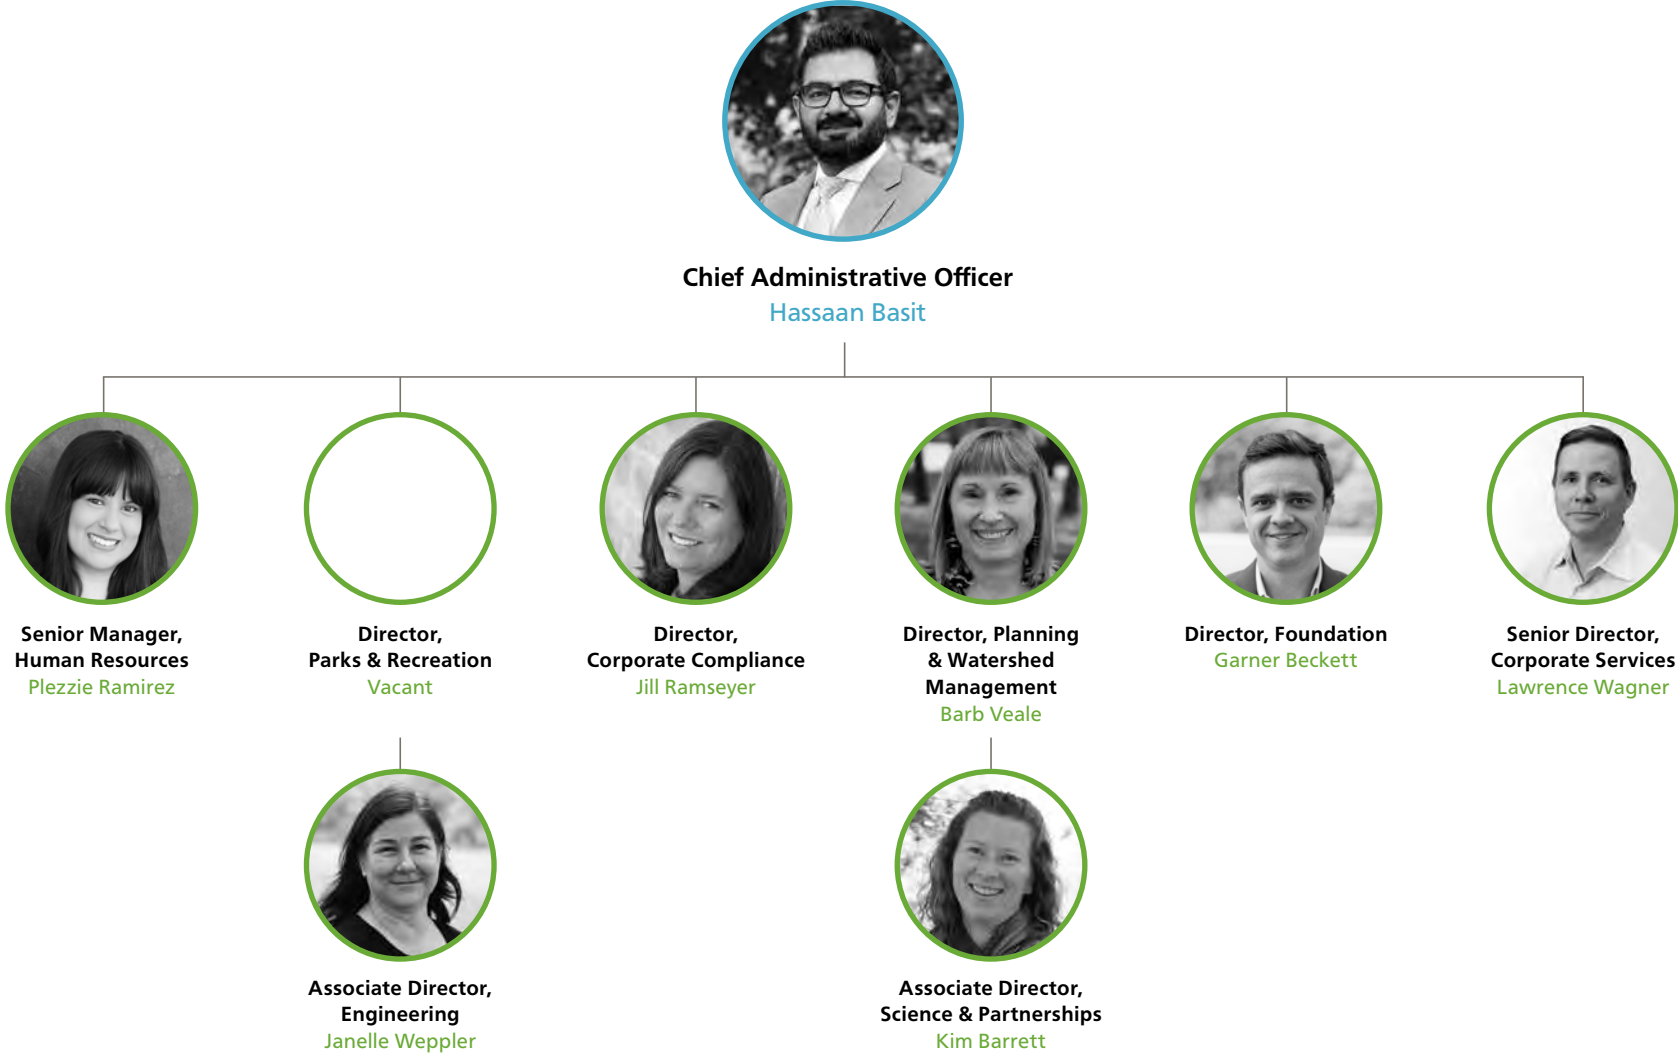 Chief Administrative Officer
Hassaan Basit
Senior Manager,
Human Resources
Plezzie Ramirez
Director,
Parks & Recreation
Vacant
Director,
Corporate Compliance
Jill Ramseyer
Director, Planning
& Watershed
Management
Barb Veale
Director, Foundation
Garner Beckett
Senior Director,
Corporate Services
Lawrence Wagner
Associate Director,
Engineering
Janelle Weppler
Associate Director,
Science & Partnerships
Kim Barrett